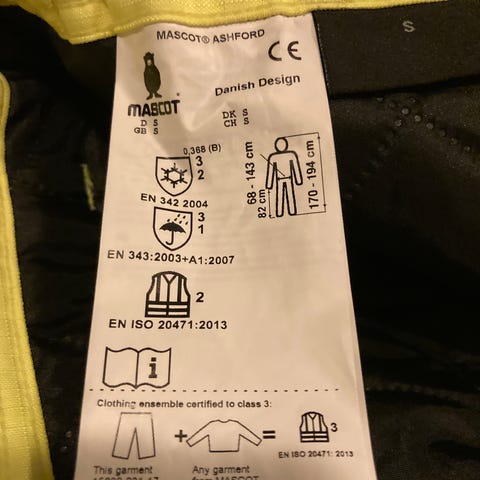 MASCOT® ASHFORD
S
CE
Danish Design
MASCOT
D S
DK S
GB S
CH S
0,368 (B)
3
2
EN 342 2004
68 - 143 cm
82 cm
170 - 194 cm
3
1
EN 343:2003+A1:2007
2
EN ISO 20471:2013
i
Clothing ensemble certified to class 3:
+ = 3
EN ISO 20471: 2013
This garment
Any garment
from MASCOT